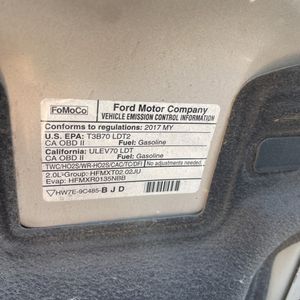 FoMoCo
Ford Motor Company
VEHICLE EMISSION CONTROL INFORMATION
Conforms to regulations: 2017 MY
U.S. EPA: T3B70 LDT2
CA OBD II Fuel: Gasoline
California: ULEV70 LDT
CA OBD II Fuel: Gasoline
TWC/HO2S/WR-HO2S/CAC/TC/DFI No adjustments needed.
2.0L-Group: HFMXT02.02JU
Evap: HFMXR0135NBB
HW7E-9C485-BJD